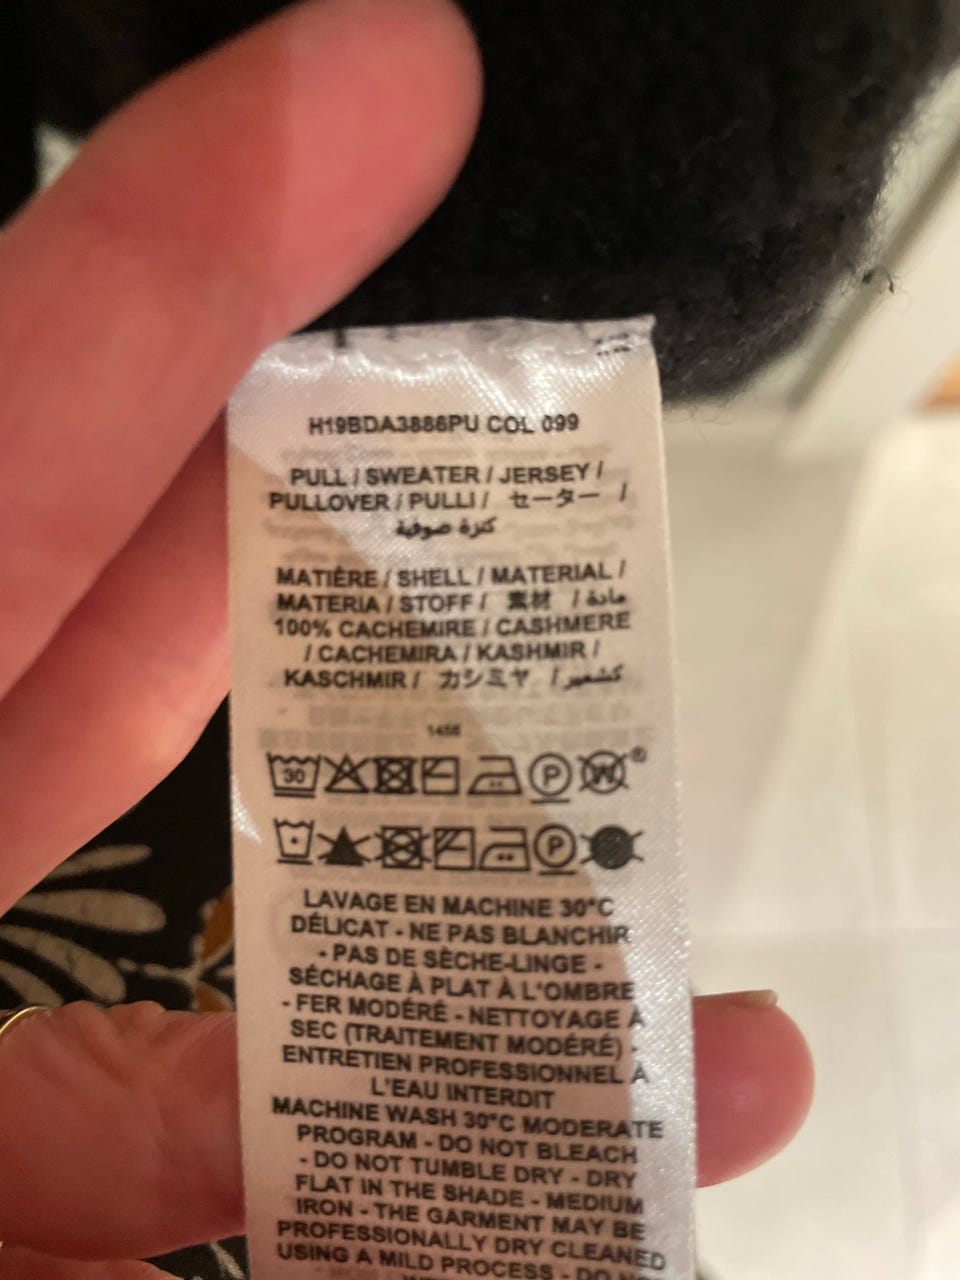 H19BDA3886PU COL 099
PULL / SWEATER / JERSEY /
PULLOVER / PULLI / セーター /
كنزة صوفية
MATIÈRE / SHELL / MATERIAL /
MATERIA / STOFF / 素材 / مادة
100% CACHEMIRE / CASHMERE
/ CACHEMIRA / KASHMIR /
KASCHMIR / カシミヤ / كشمير
1456
30 P W®
P
LAVAGE EN MACHINE 30°C
DÉLICAT - NE PAS BLANCHIR
- PAS DE SÈCHE-LINGE -
SÉCHAGE À PLAT À L'OMBRE
- FER MODÉRÉ - NETTOYAGE À
SEC (TRAITEMENT MODÉRÉ) -
ENTRETIEN PROFESSIONNEL À
L'EAU INTERDIT
MACHINE WASH 30°C MODERATE
PROGRAM - DO NOT BLEACH
- DO NOT TUMBLE DRY - DRY
FLAT IN THE SHADE - MEDIUM
IRON - THE GARMENT MAY BE
PROFESSIONALLY DRY CLEANED
USING A MILD PROCESS - DO